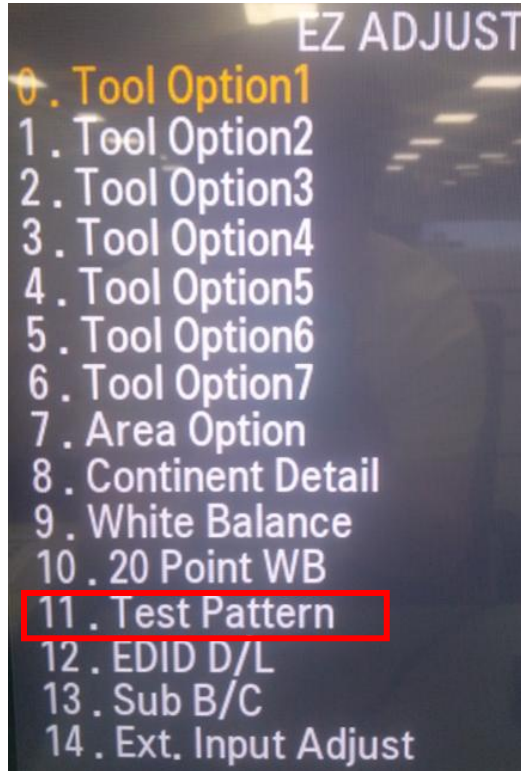 EZ ADJUST
0 . Tool Option1
1 . Tool Option2
2 . Tool Option3
3 . Tool Option4
4 . Tool Option5
5 . Tool Option6
6 . Tool Option7
7 . Area Option
8 . Continent Detail
9 . White Balance
10 . 20 Point WB
11 . Test Pattern
12 . EDID D/L
13 . Sub B/C
14 . Ext. Input Adjust